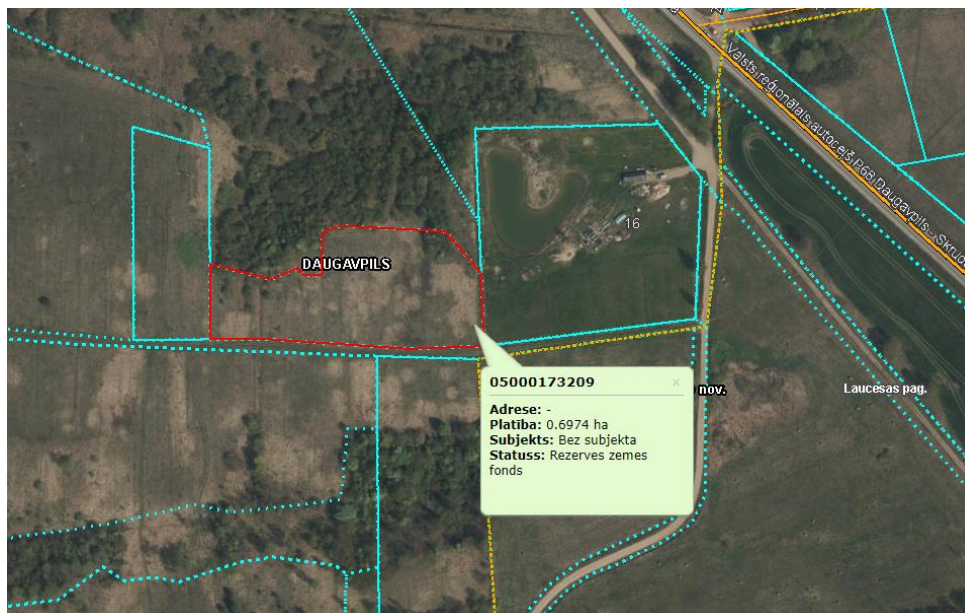 Valsts reģionālais autoceļš P68 Daugavpils - Skrud
16
DAUGAVPILS
05000173209 ×
Adrese: -
Platība: 0.6974 ha
Subjekts: Bez subjekta
Statuss: Rezerves zemes
fonds
nov.
Laucesas pag.